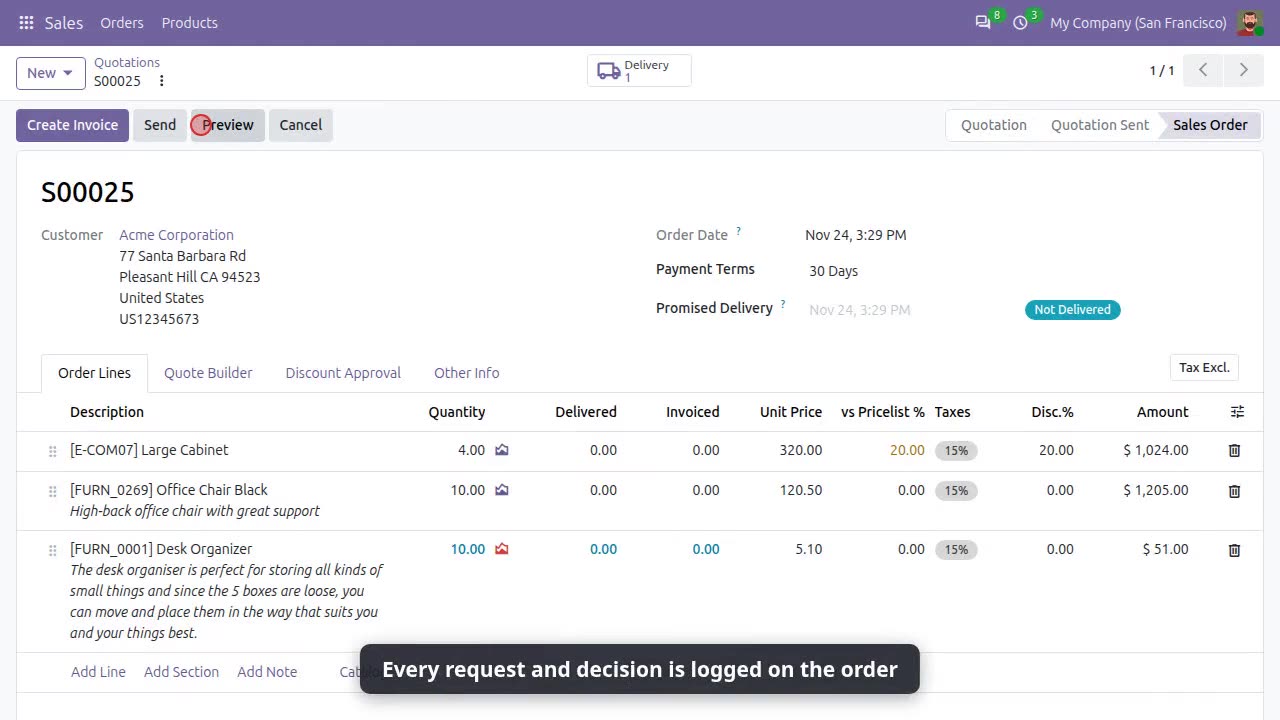 Sales Orders Products 8 3 My Company (San Francisco)
New Quotations S00025 Delivery 1 1 / 1
Create Invoice Send Preview Cancel Quotation Quotation Sent Sales Order
S00025
Customer Acme Corporation
77 Santa Barbara Rd
Pleasant Hill CA 94523
United States
US12345673
Order Date ? Nov 24, 3:29 PM
Payment Terms 30 Days
Promised Delivery ? Nov 24, 3:29 PM Not Delivered
Order Lines Quote Builder Discount Approval Other Info Tax Excl.
Description Quantity Delivered Invoiced Unit Price vs Pricelist % Taxes Disc.% Amount
[E-COM07] Large Cabinet 4.00 0.00 0.00 320.00 20.00 15% 20.00 $ 1,024.00
[FURN_0269] Office Chair Black 10.00 0.00 0.00 120.50 0.00 15% 0.00 $ 1,205.00
High-back office chair with great support
[FURN_0001] Desk Organizer 10.00 0.00 0.00 5.10 0.00 15% 0.00 $ 51.00
The desk organiser is perfect for storing all kinds of
small things and since the 5 boxes are loose, you
can move and place them in the way that suits you
and your things best.
Add Line Add Section Add Note
Every request and decision is logged on the order